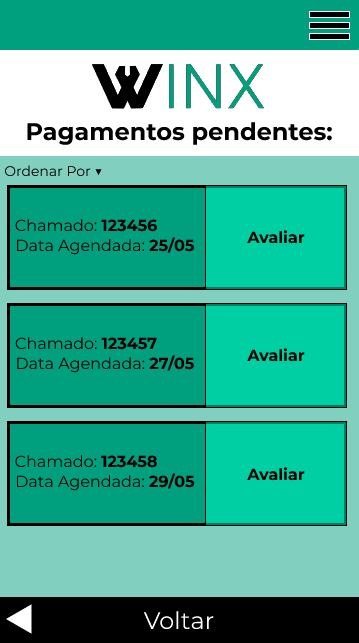 WINX
Pagamentos pendentes:
Ordenar Por ▾
Chamado: 123456
Data Agendada: 25/05
Avaliar
Chamado: 123457
Data Agendada: 27/05
Avaliar
Chamado: 123458
Data Agendada: 29/05
Avaliar
Voltar